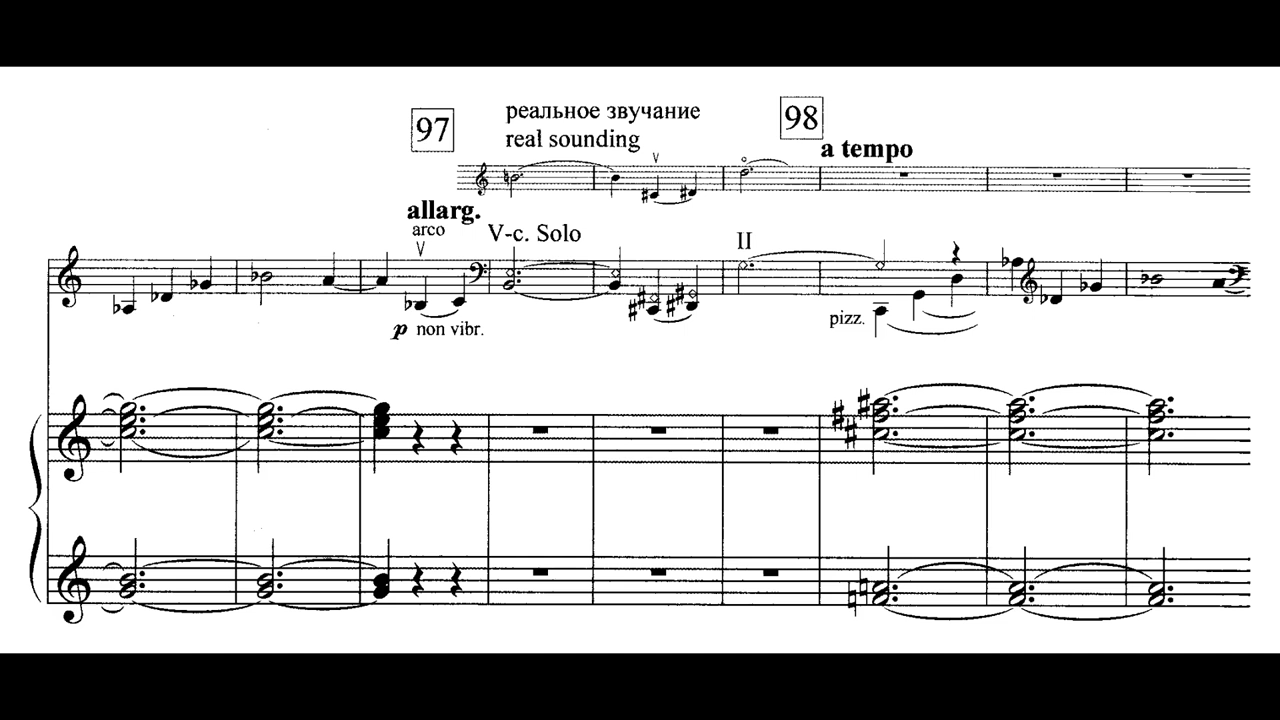 97
реальное звучание
real sounding
98
a tempo
allarg.
arco
V-c. Solo
II
p non vibr.
pizz.